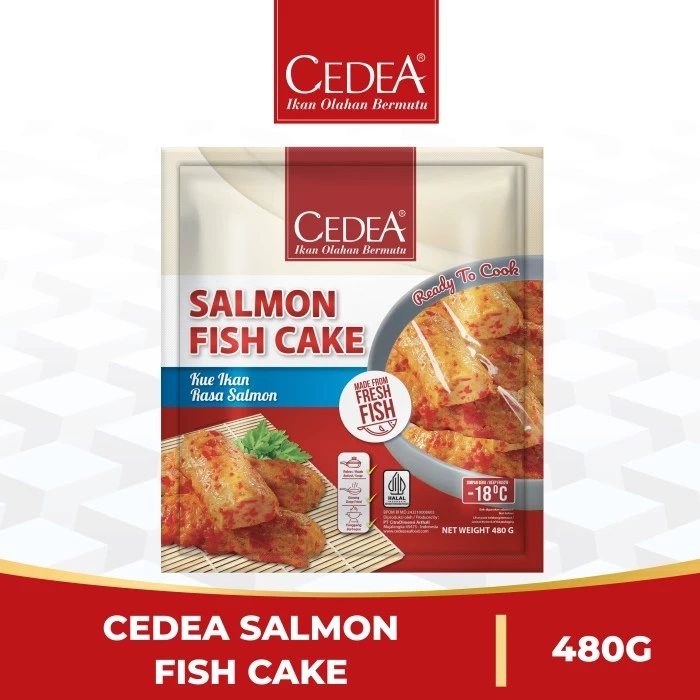 CEDEA®
Ikan Olahan Bermutu
CEDEA®
Ikan Olahan Bermutu
Ready To Cook
SALMON
FISH CAKE
Kue Ikan
Rasa Salmon
MADE FROM
FRESH
FISH
HALAL
-18°C
NET WEIGHT 480 G
CEDEA SALMON
FISH CAKE
480G